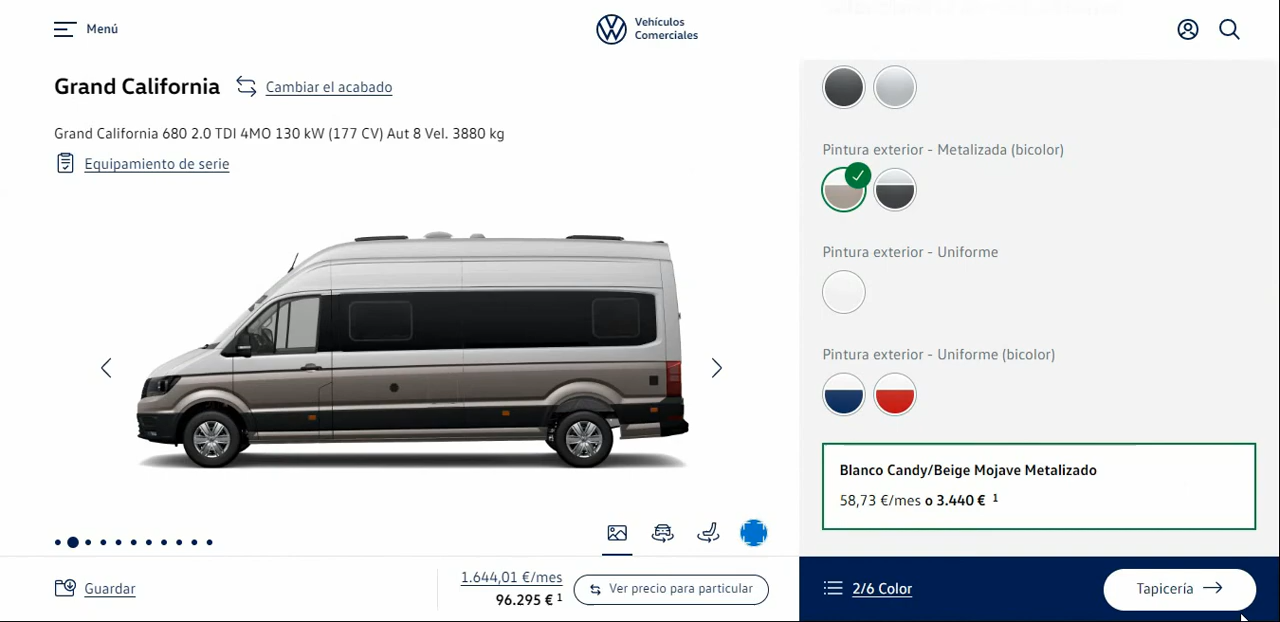 Menú
Vehículos
Comerciales
Grand California
Cambiar el acabado
Grand California 680 2.0 TDI 4MO 130 kW (177 CV) Aut 8 Vel. 3880 kg
Equipamiento de serie
Pintura exterior - Metalizada (bicolor)
Pintura exterior - Uniforme
Pintura exterior - Uniforme (bicolor)
Blanco Candy/Beige Mojave Metalizado
58,73 €/mes o 3.440 € 1
Guardar
1.644,01 €/mes
96.295 € 1
Ver precio para particular
2/6 Color
Tapicería